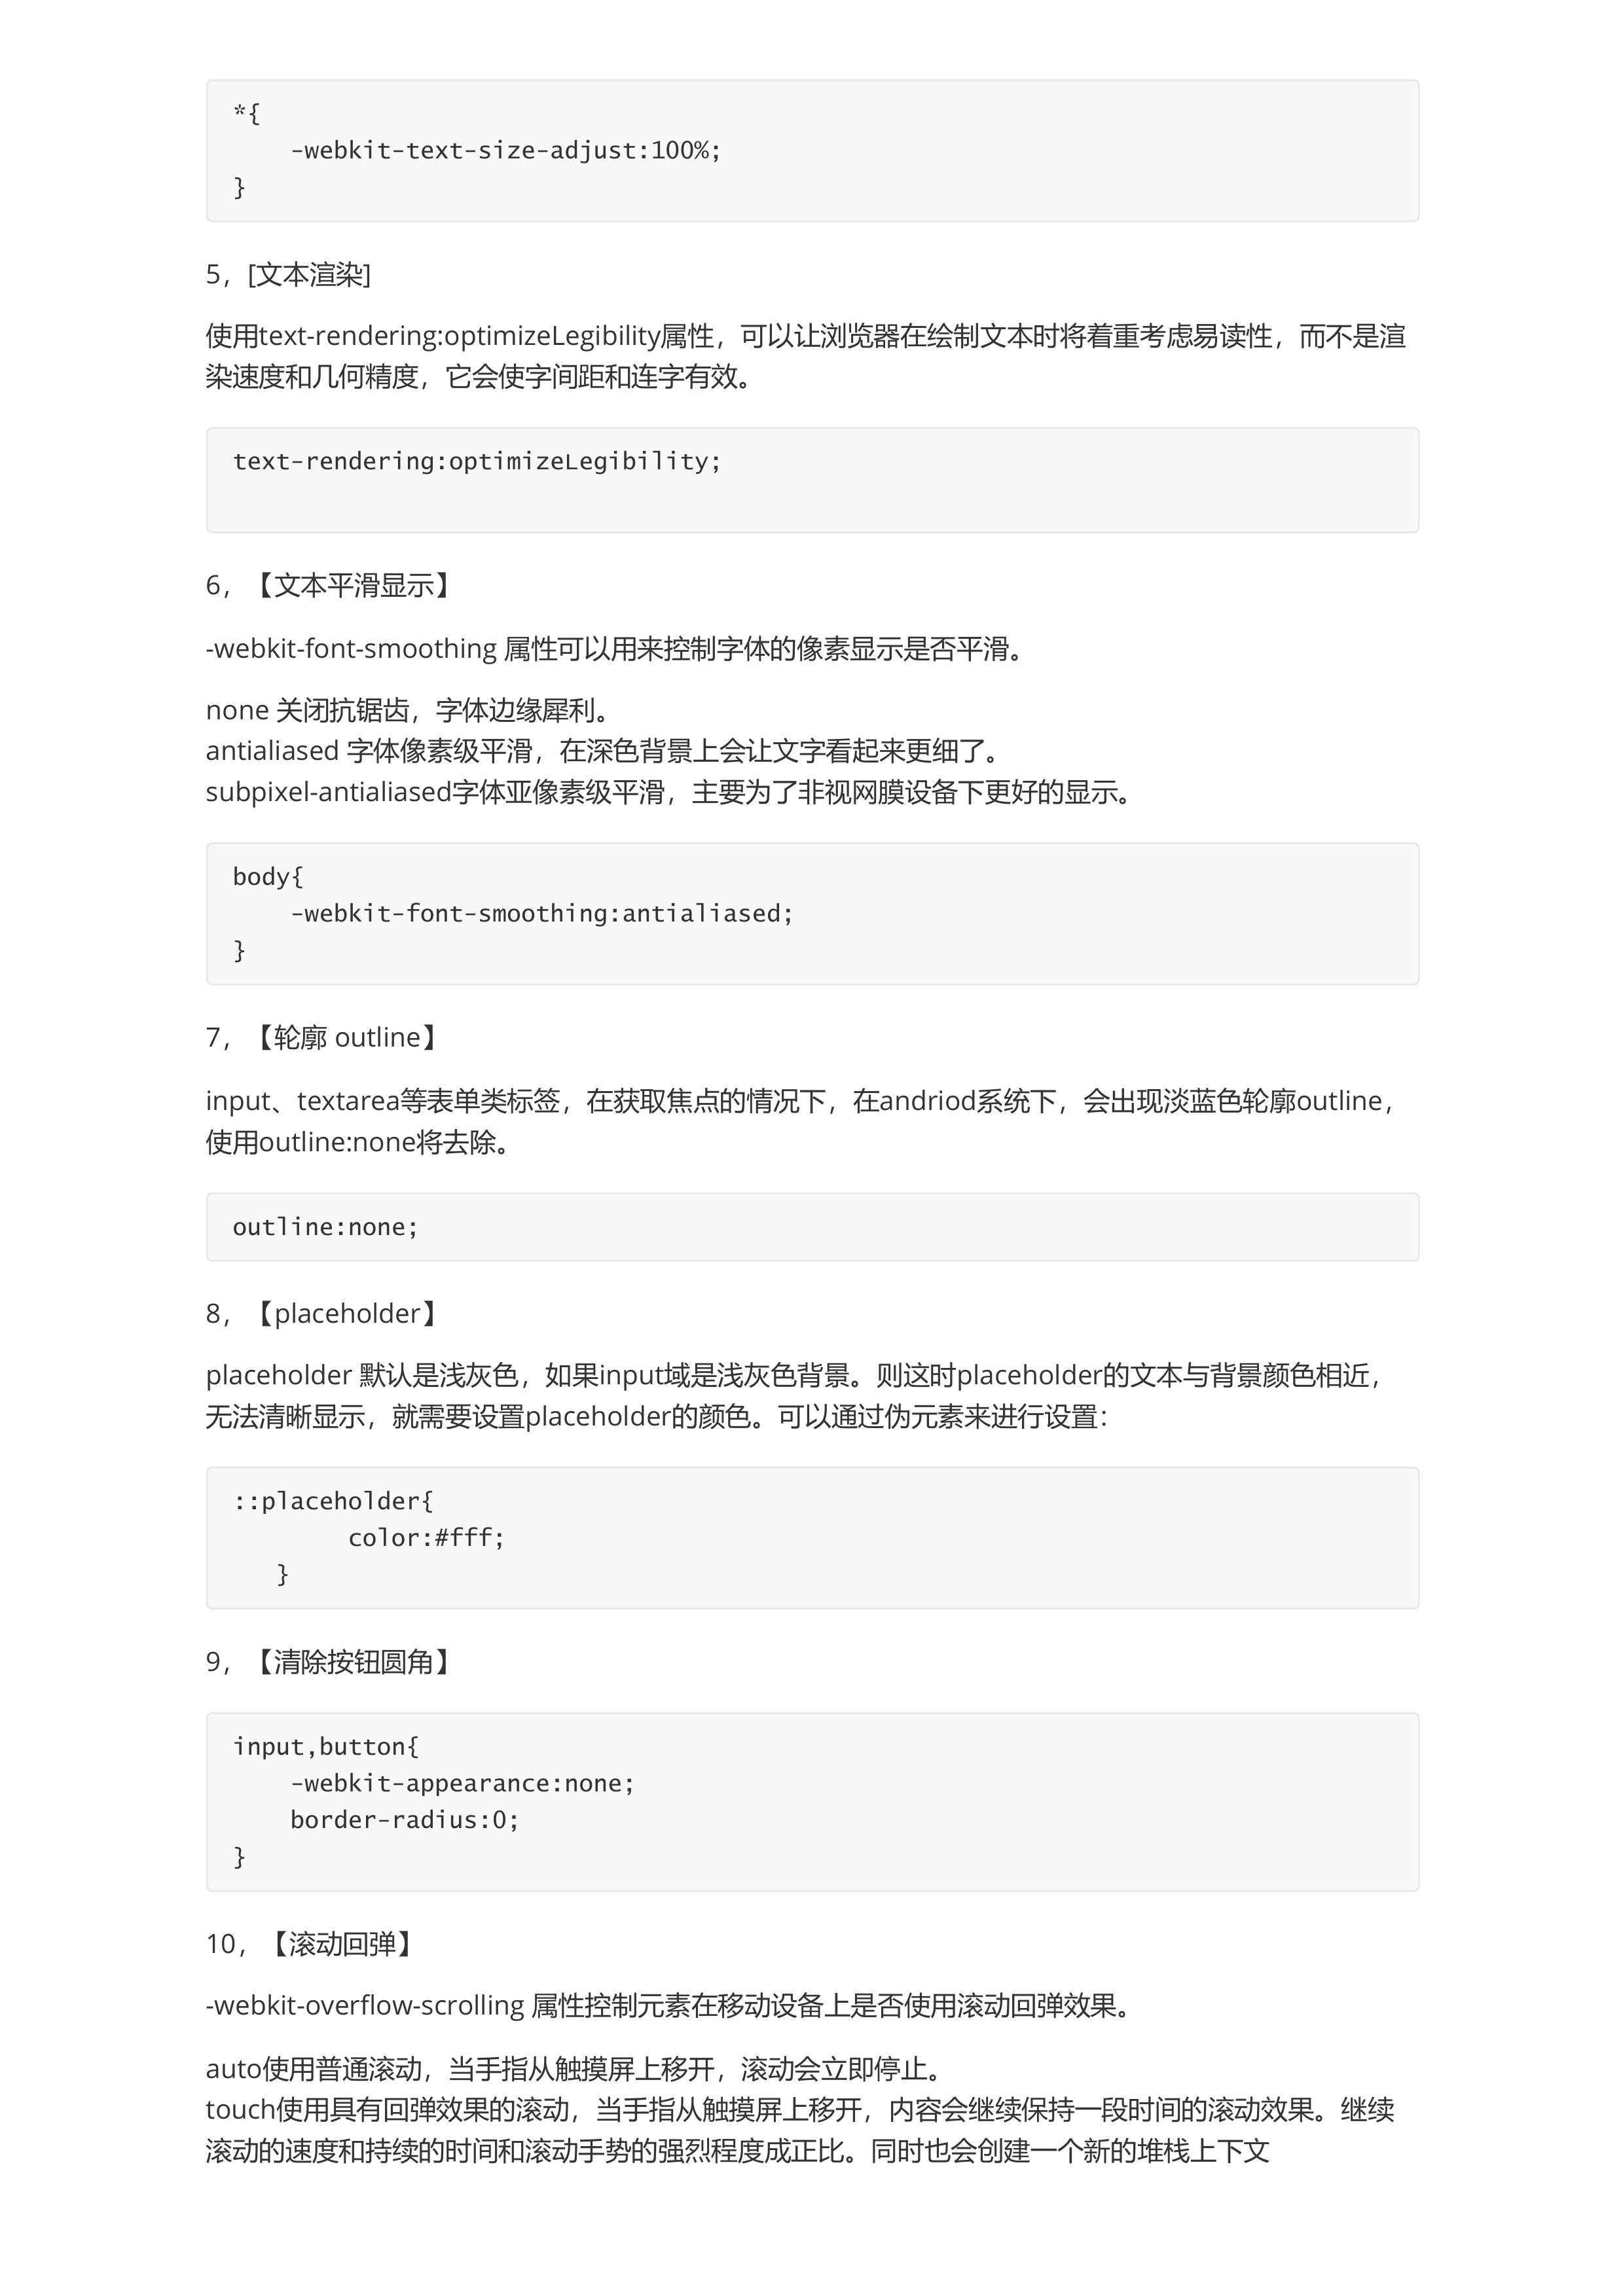 *{
    -webkit-text-size-adjust:100%;
}
5，[文本渲染]
使用text-rendering:optimizeLegibility属性，可以让浏览器在绘制文本时将着重考虑易读性，而不是渲
染速度和几何精度，它会使字间距和连字有效。
text-rendering:optimizeLegibility;
6，【文本平滑显示】
-webkit-font-smoothing 属性可以用来控制字体的像素显示是否平滑。
none 关闭抗锯齿，字体边缘犀利。
antialiased 字体像素级平滑，在深色背景上会让文字看起来更细了。
subpixel-antialiased字体亚像素级平滑，主要为了非视网膜设备下更好的显示。
body{
    -webkit-font-smoothing:antialiased;
}
7，【轮廓 outline】
input、textarea等表单类标签，在获取焦点的情况下，在andriod系统下，会出现淡蓝色轮廓outline，
使用outline:none将去除。
outline:none;
8，【placeholder】
placeholder 默认是浅灰色，如果input域是浅灰色背景。则这时placeholder的文本与背景颜色相近，
无法清晰显示，就需要设置placeholder的颜色。可以通过伪元素来进行设置：
::placeholder{
        color:#fff;
   }
9，【清除按钮圆角】
input,button{
    -webkit-appearance:none;
    border-radius:0;
}
10，【滚动回弹】
-webkit-overflow-scrolling 属性控制元素在移动设备上是否使用滚动回弹效果。
auto使用普通滚动，当手指从触摸屏上移开，滚动会立即停止。
touch使用具有回弹效果的滚动，当手指从触摸屏上移开，内容会继续保持一段时间的滚动效果。继续
滚动的速度和持续的时间和滚动手势的强烈程度成正比。同时也会创建一个新的堆栈上下文